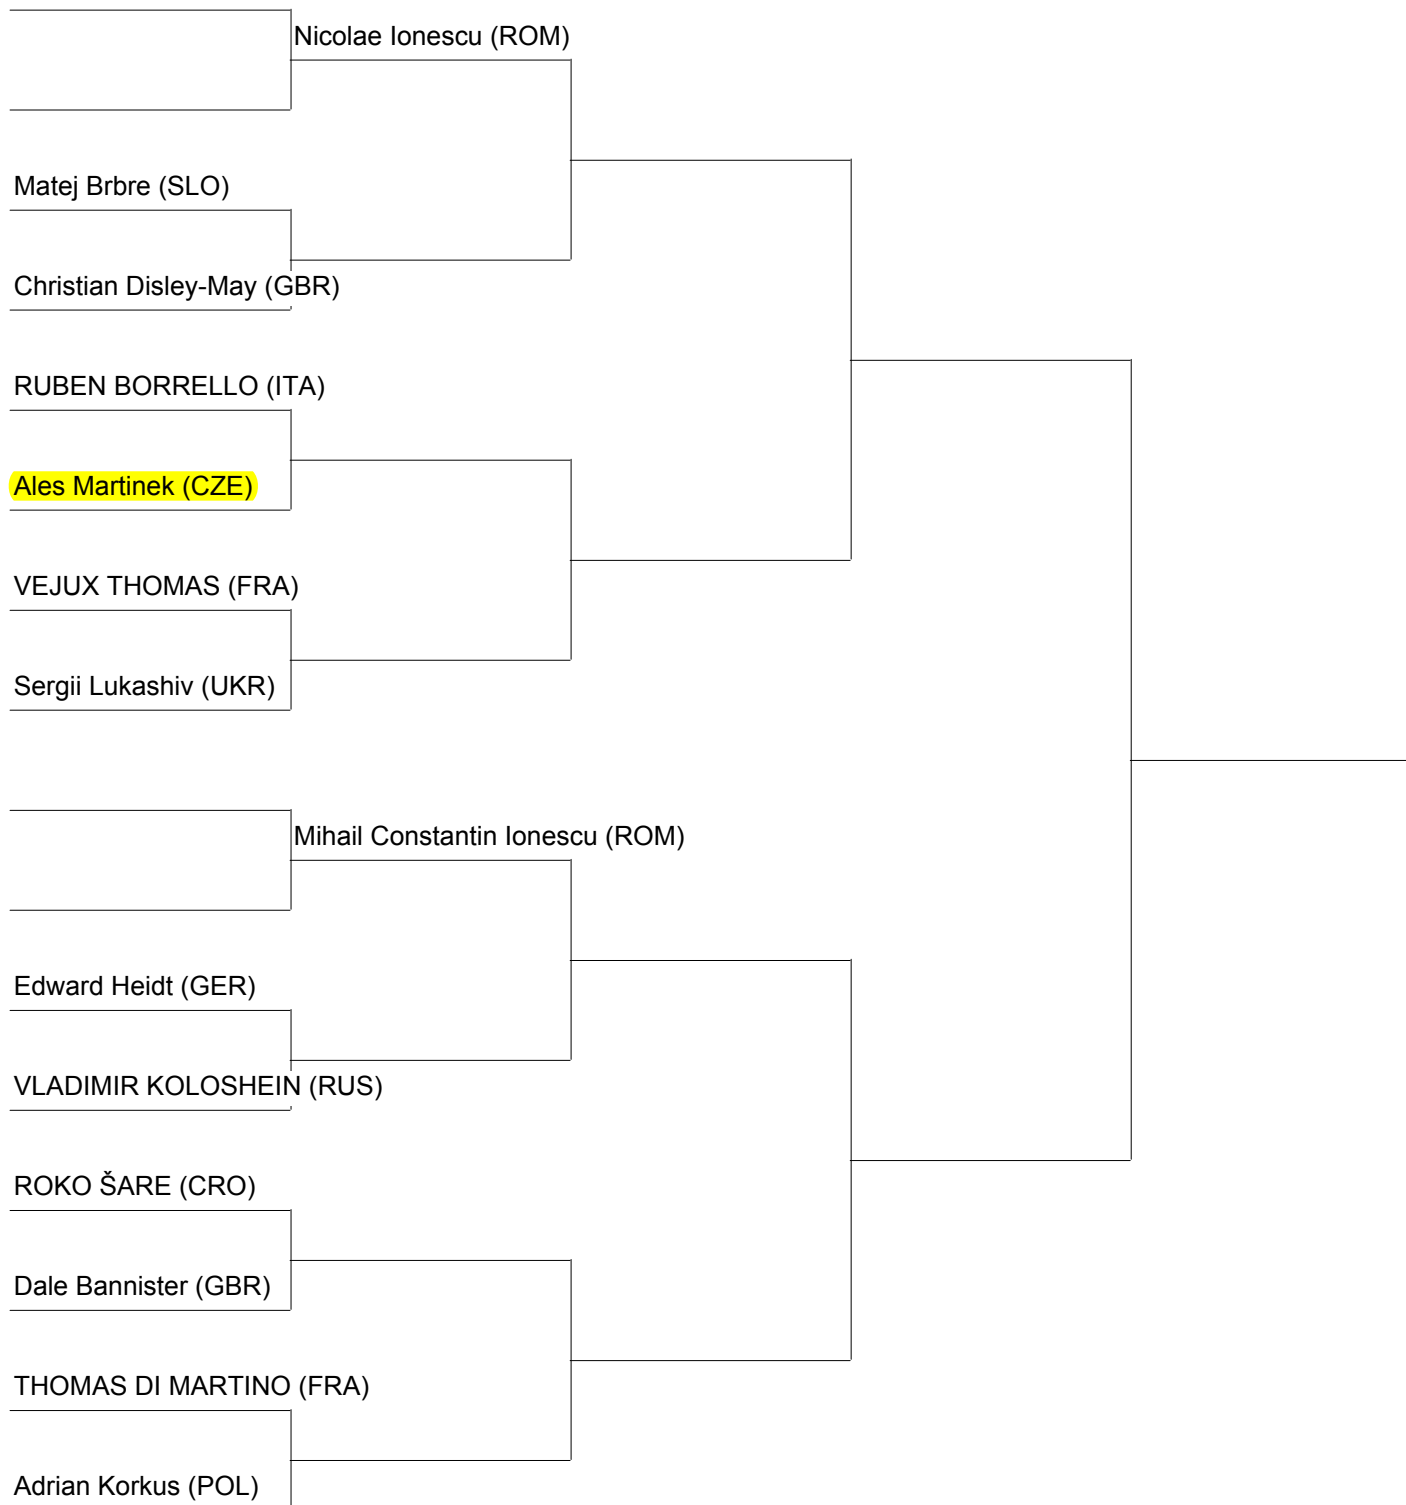 Nicolae Ionescu (ROM)
Matej Brbre (SLO)
Christian Disley-May (GBR)
RUBEN BORRELLO (ITA)
Ales Martinek (CZE)
VEJUX THOMAS (FRA)
Sergii Lukashiv (UKR)
Mihail Constantin Ionescu (ROM)
Edward Heidt (GER)
VLADIMIR KOLOSHEIN (RUS)
ROKO ŠARE (CRO)
Dale Bannister (GBR)
THOMAS DI MARTINO (FRA)
Adrian Korkus (POL)